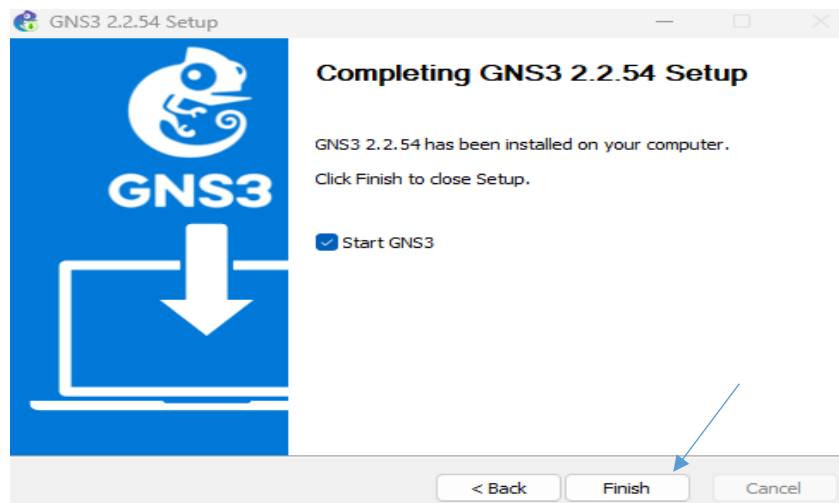 GNS3 2.2.54 Setup
Completing GNS3 2.2.54 Setup
GNS3 2.2.54 has been installed on your computer.
Click Finish to close Setup.
GNS3
Start GNS3
< Back
Finish
Cancel